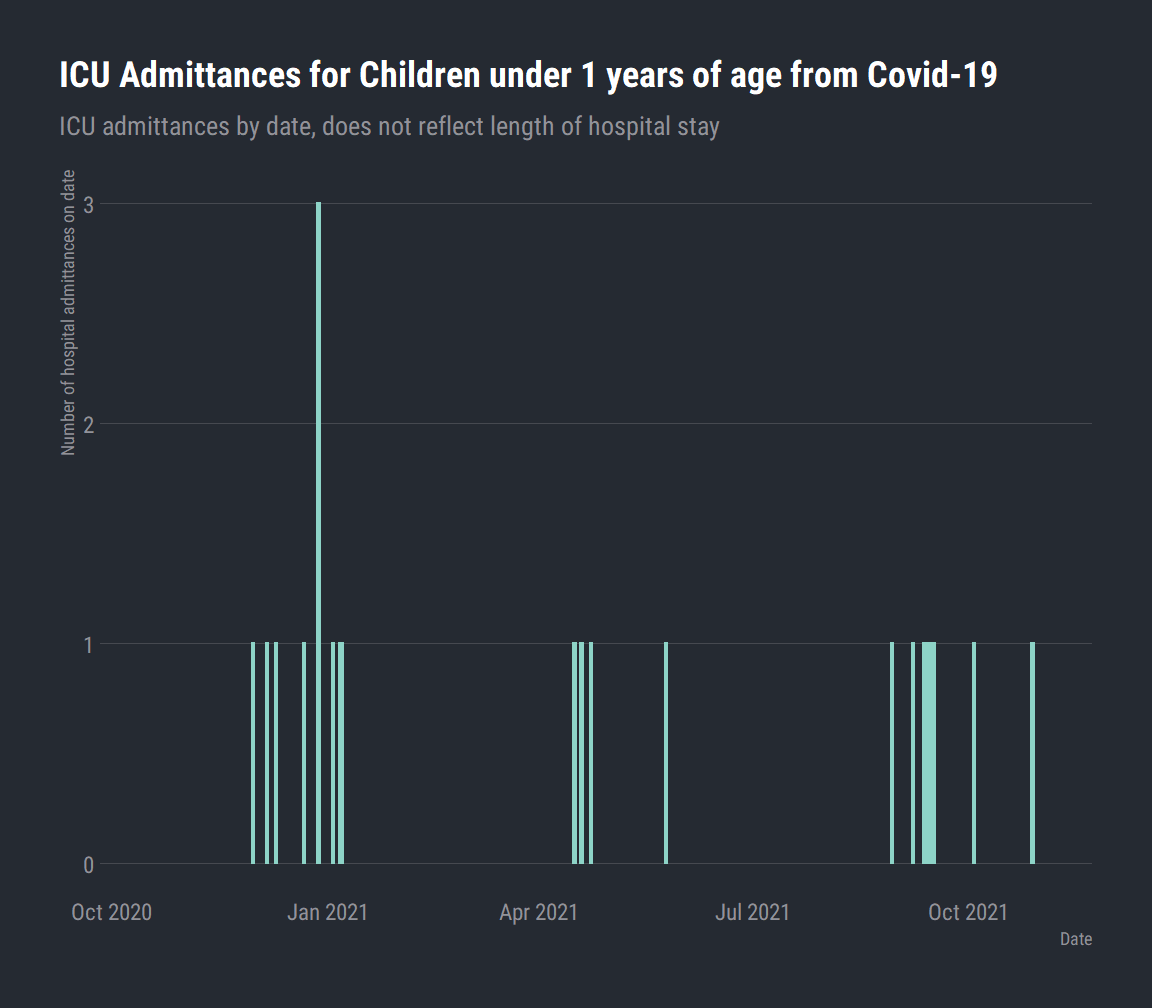 ICU Admittances for Children under 1 years of age from Covid-19
ICU admittances by date, does not reflect length of hospital stay
Number of hospital admittances on date
3
2
1
0
Oct 2020
Jan 2021
Apr 2021
Jul 2021
Oct 2021
Date